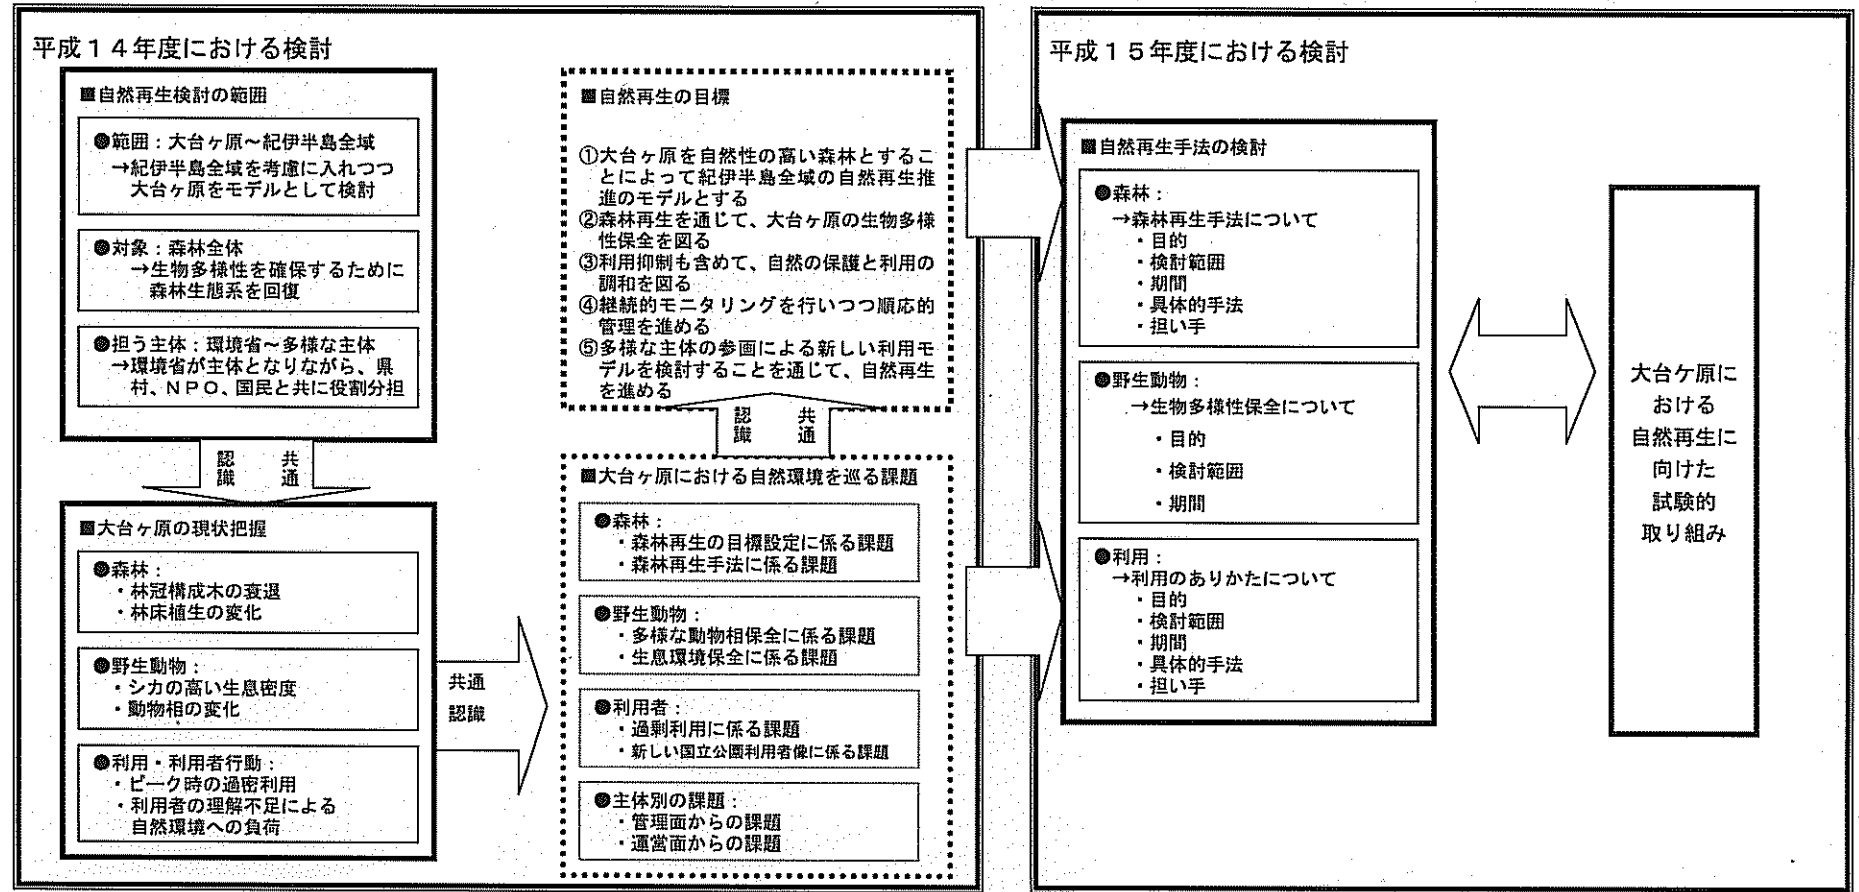 平成14年度における検討
■自然再生検討の範囲
●範囲：大台ヶ原～紀伊半島全域
→紀伊半島全域を考慮に入れつつ
大台ヶ原をモデルとして検討
●対象：森林全体
→生物多様性を確保するために
森林生態系を回復
●担う主体：環境省～多様な主体
→環境省が主体となりながら、県
村、ＮＰＯ、国民と共に役割分担
共通
認識
■大台ヶ原の現状把握
●森林：
・林冠構成木の衰退
・林床植生の変化
●野生動物：
・シカの高い生息密度
・動物相の変化
●利用・利用者行動：
・ピーク時の過密利用
・利用者の理解不足による
自然環境への負荷
共通
認識
■大台ヶ原における自然環境を巡る課題
●森林：
・森林再生の目標設定に係る課題
・森林再生手法に係る課題
●野生動物：
・多様な動物相保全に係る課題
・生息環境保全に係る課題
●利用者：
・過剰利用に係る課題
・新しい国立公園利用者像に係る課題
●主体別の課題：
・管理面からの課題
・運営面からの課題
共通
認識
■自然再生の目標
①大台ヶ原を自然性の高い森林とするこ
とによって紀伊半島全域の自然再生推
進のモデルとする
②森林再生を通じて、大台ヶ原の生物多様
性保全を図る
③利用抑制も含めて、自然の保護と利用の
調和を図る
④継続的モニタリングを行いつつ順応的
管理を進める
⑤多様な主体の参画による新しい利用モ
デルを検討することを通じて、自然再生
を進める
平成15年度における検討
■自然再生手法の検討
●森林：
→森林再生手法について
・目的
・検討範囲
・期間
・具体的手法
・担い手
●野生動物：
→生物多様性保全について
・目的
・検討範囲
・期間
●利用：
→利用のありかたについて
・目的
・検討範囲
・期間
・具体的手法
・担い手
大台ケ原に
おける
自然再生に
向けた
試験的
取り組み